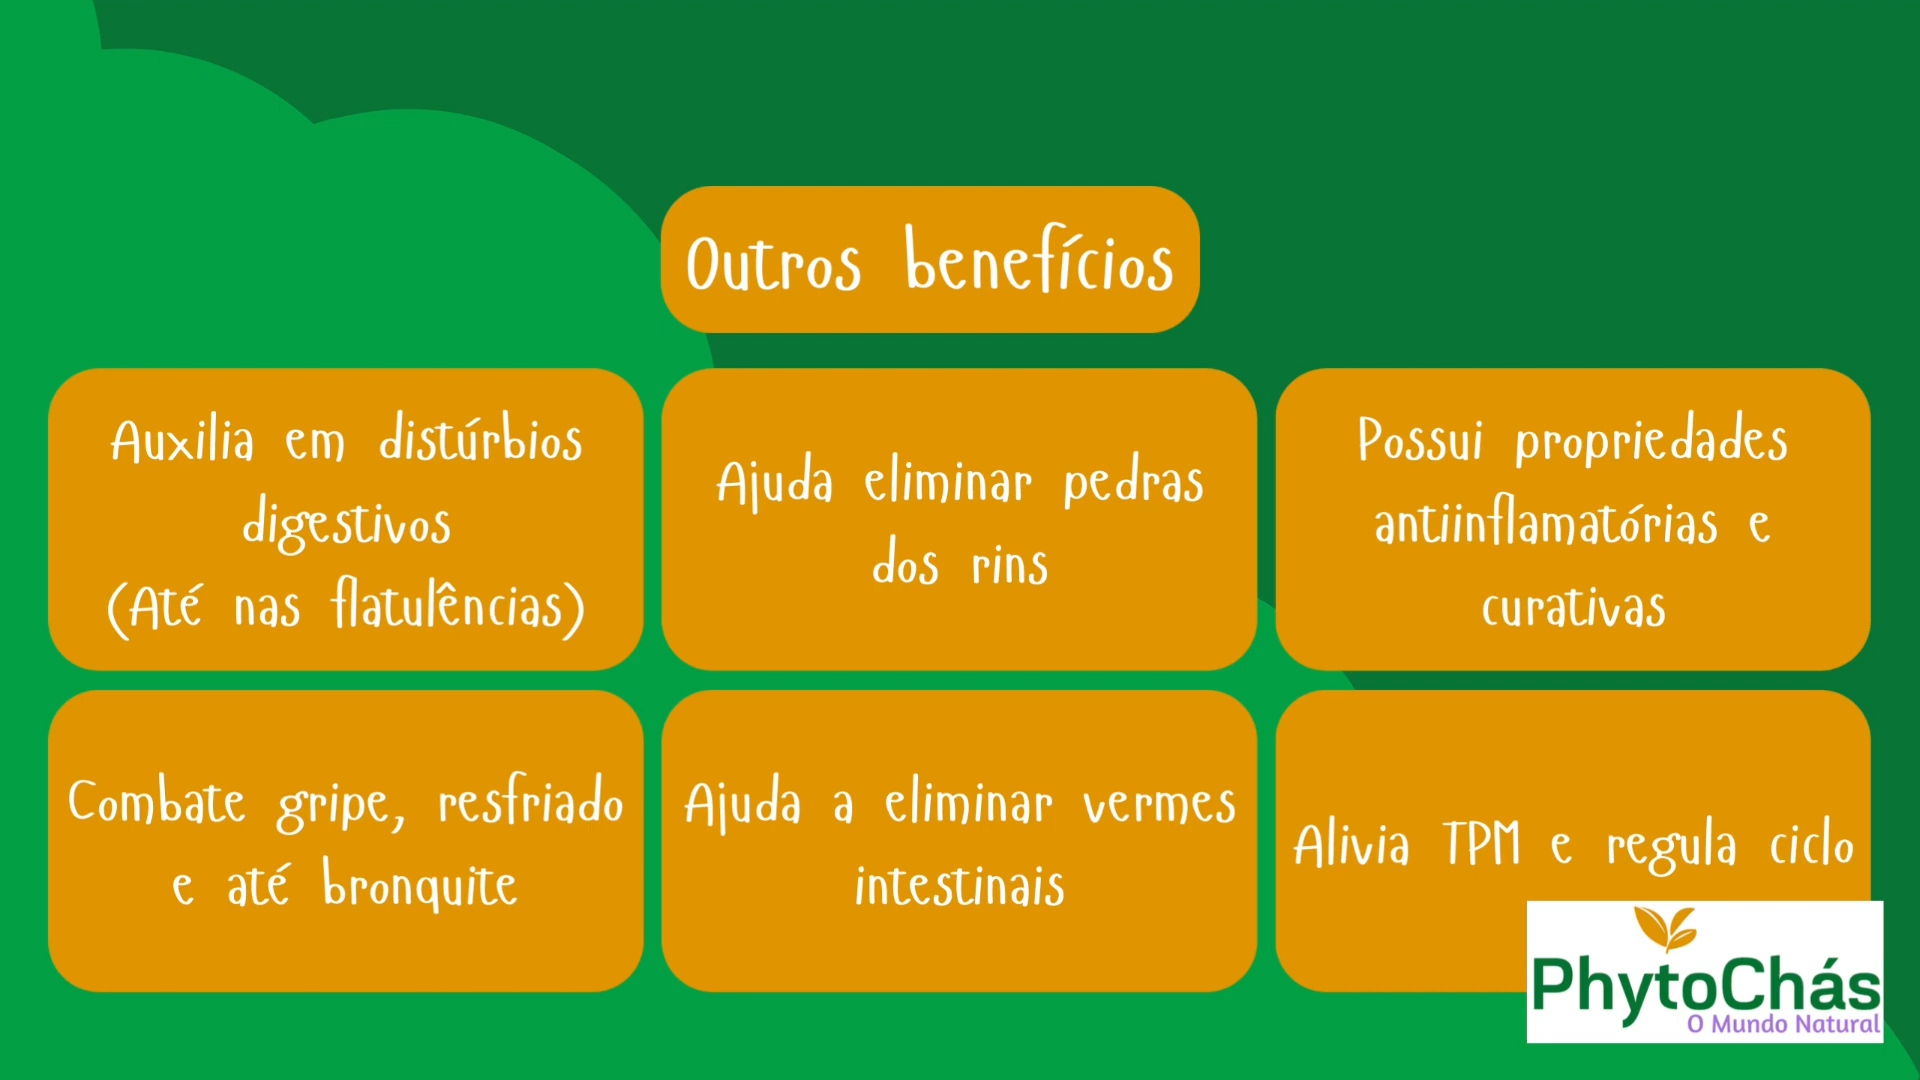 Outros benefícios
Auxilia em distúrbios
digestivos
(Até nas flatulências)
Ajuda eliminar pedras
dos rins
Possui propriedades
antiinflamatórias e
curativas
Combate gripe, resfriado
e até bronquite
Ajuda a eliminar vermes
intestinais
Alivia TPM e regula ciclo
PhytoChás
O Mundo Natural